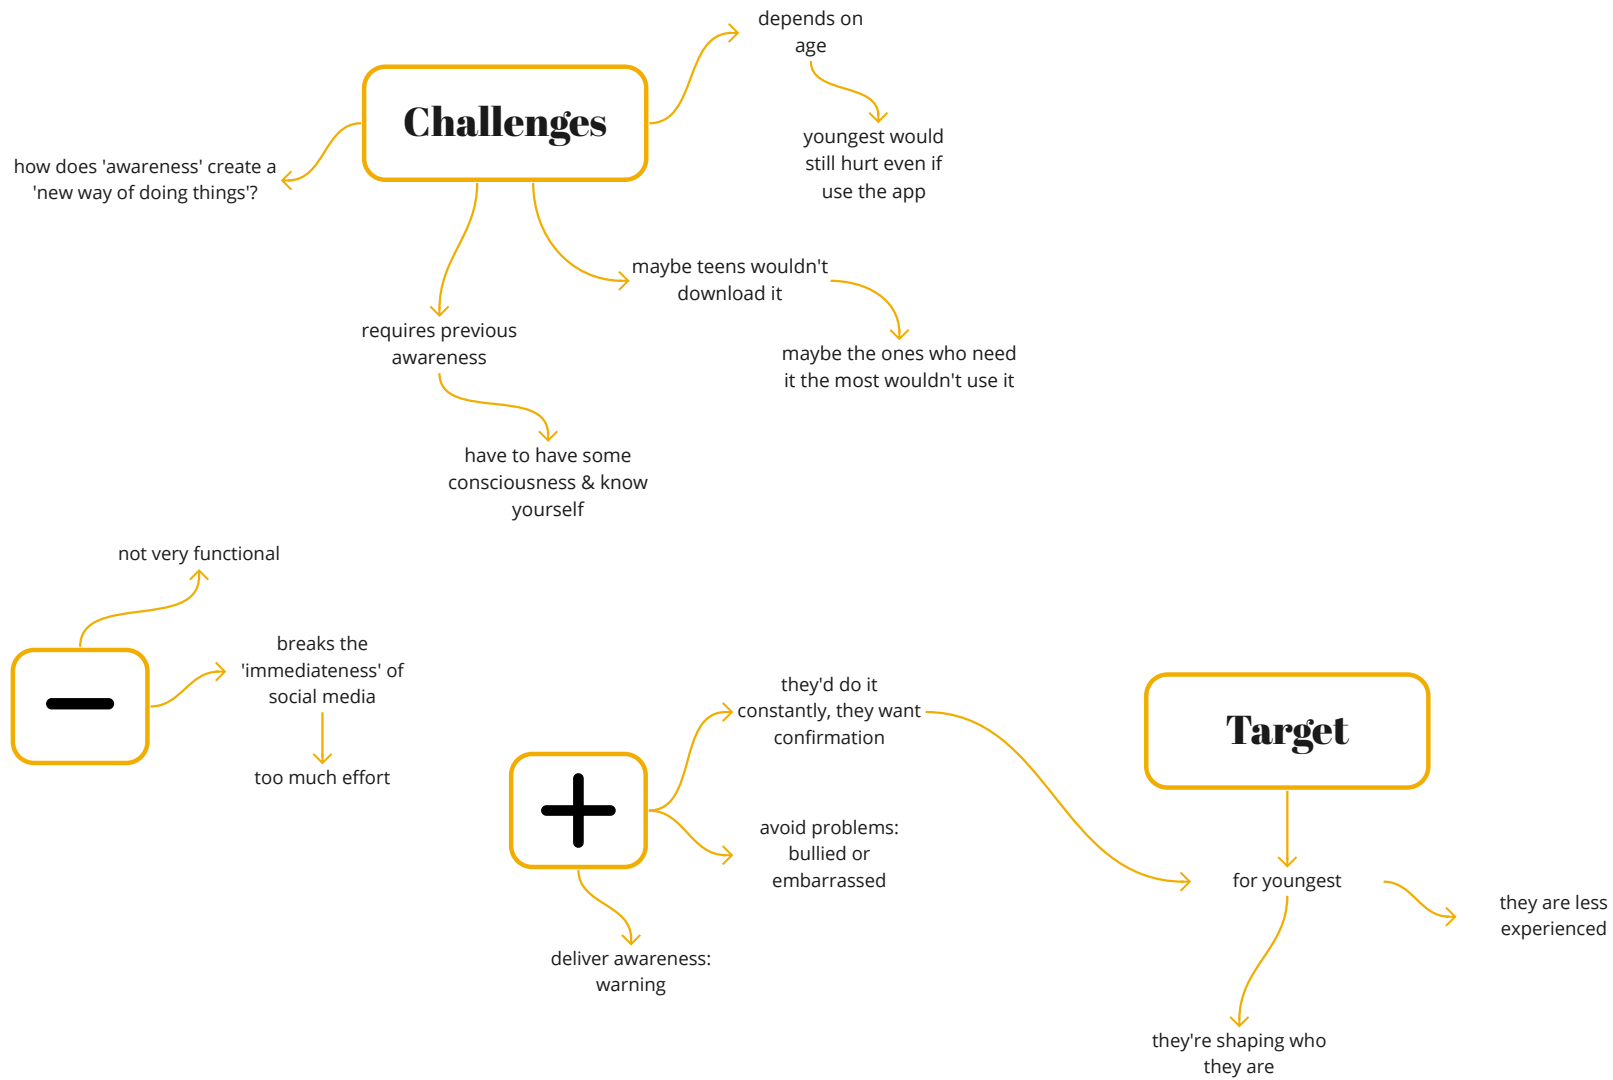 depends on
age
Challenges
youngest would
still hurt even if
use the app
how does 'awareness' create a
'new way of doing things'?
maybe teens wouldn't
download it
requires previous
awareness
maybe the ones who need
it the most wouldn't use it
have to have some
consciousness & know
yourself
not very functional
breaks the
'immediateness' of
social media
too much effort
they'd do it
constantly, they want
confirmation
avoid problems:
bullied or
embarrassed
deliver awareness:
warning
Target
for youngest
they are less
experienced
they're shaping who
they are